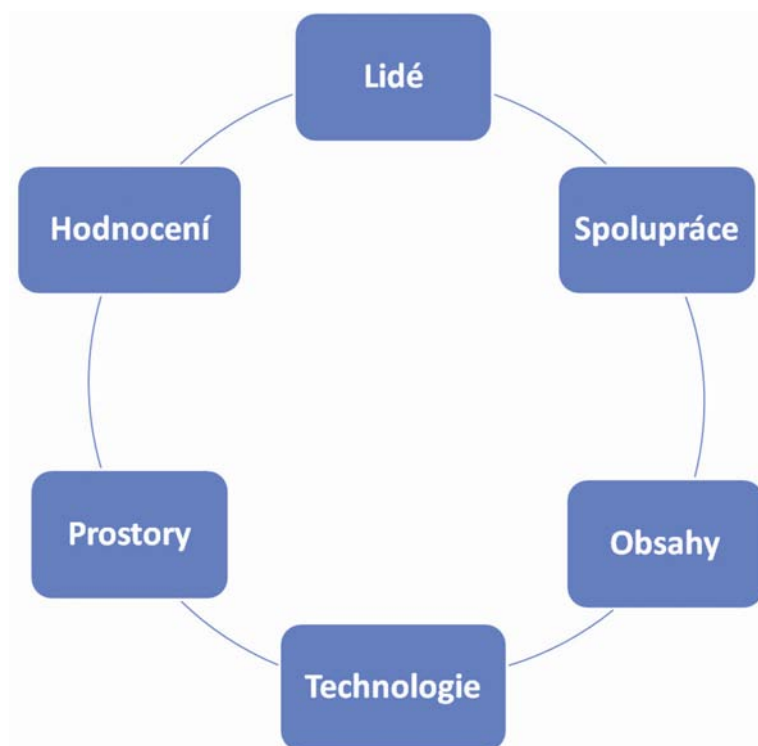 Lidé
Spolupráce
Obsahy
Technologie
Prostory
Hodnocení